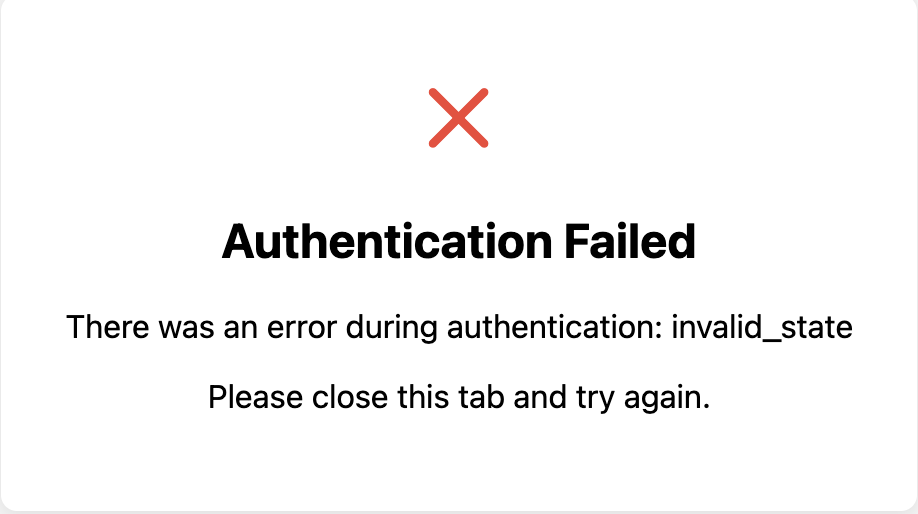 Authentication Failed
There was an error during authentication: invalid_state
Please close this tab and try again.